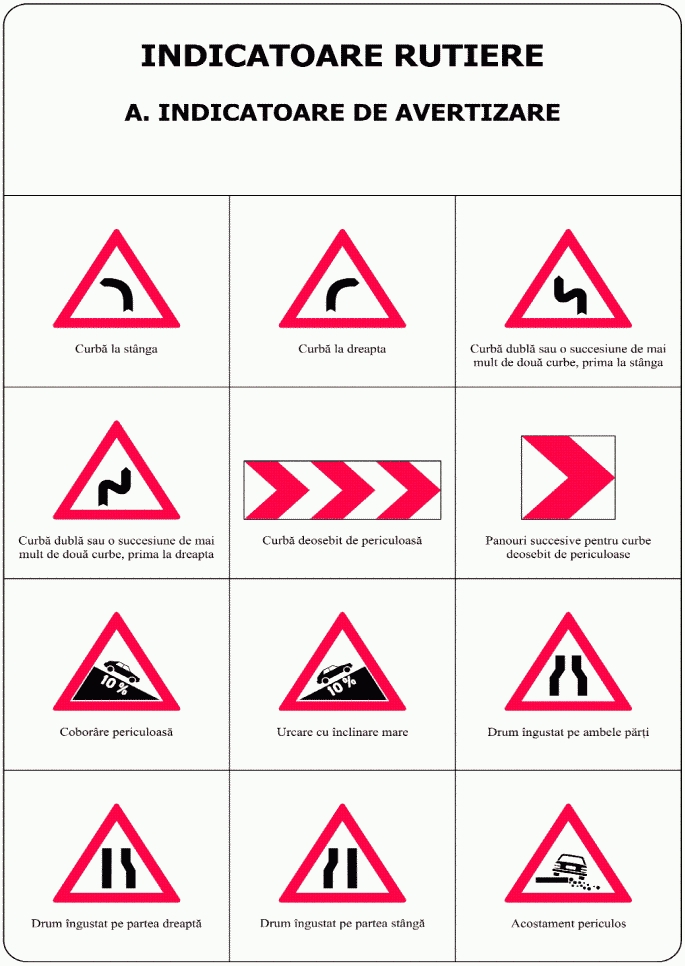 INDICATOARE RUTIERE
A. INDICATOARE DE AVERTIZARE
Curbă la stânga
Curbă la dreapta
Curbă dublă sau o succesiune de mai
mult de două curbe, prima la stânga
Curbă dublă sau o succesiune de mai
mult de două curbe, prima la dreapta
Curbă deosebit de periculoasă
Panouri succesive pentru curbe
deosebit de periculoase
10%
Coborâre periculoasă
10%
Urcare cu înclinare mare
Drum îngustat pe ambele părţi
Drum îngustat pe partea dreaptă
Drum îngustat pe partea stângă
Acostament periculos